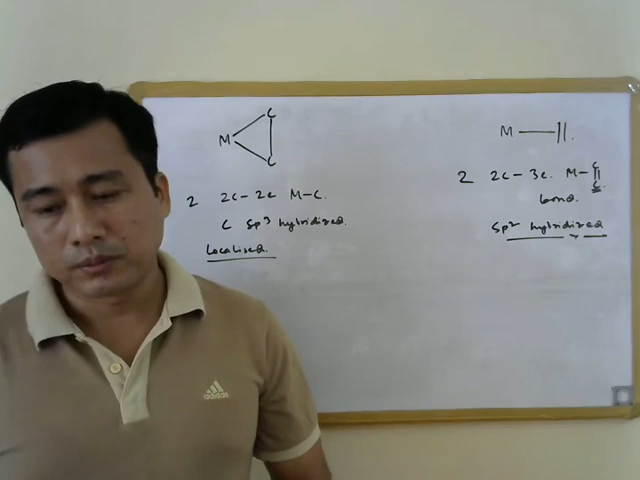 C
M
C
2 2c-2e M-C.
C sp3 hybridized.
Localised.
M
2 2c-3c. M-
C
C
bond.
sp2 hybridized
adidas